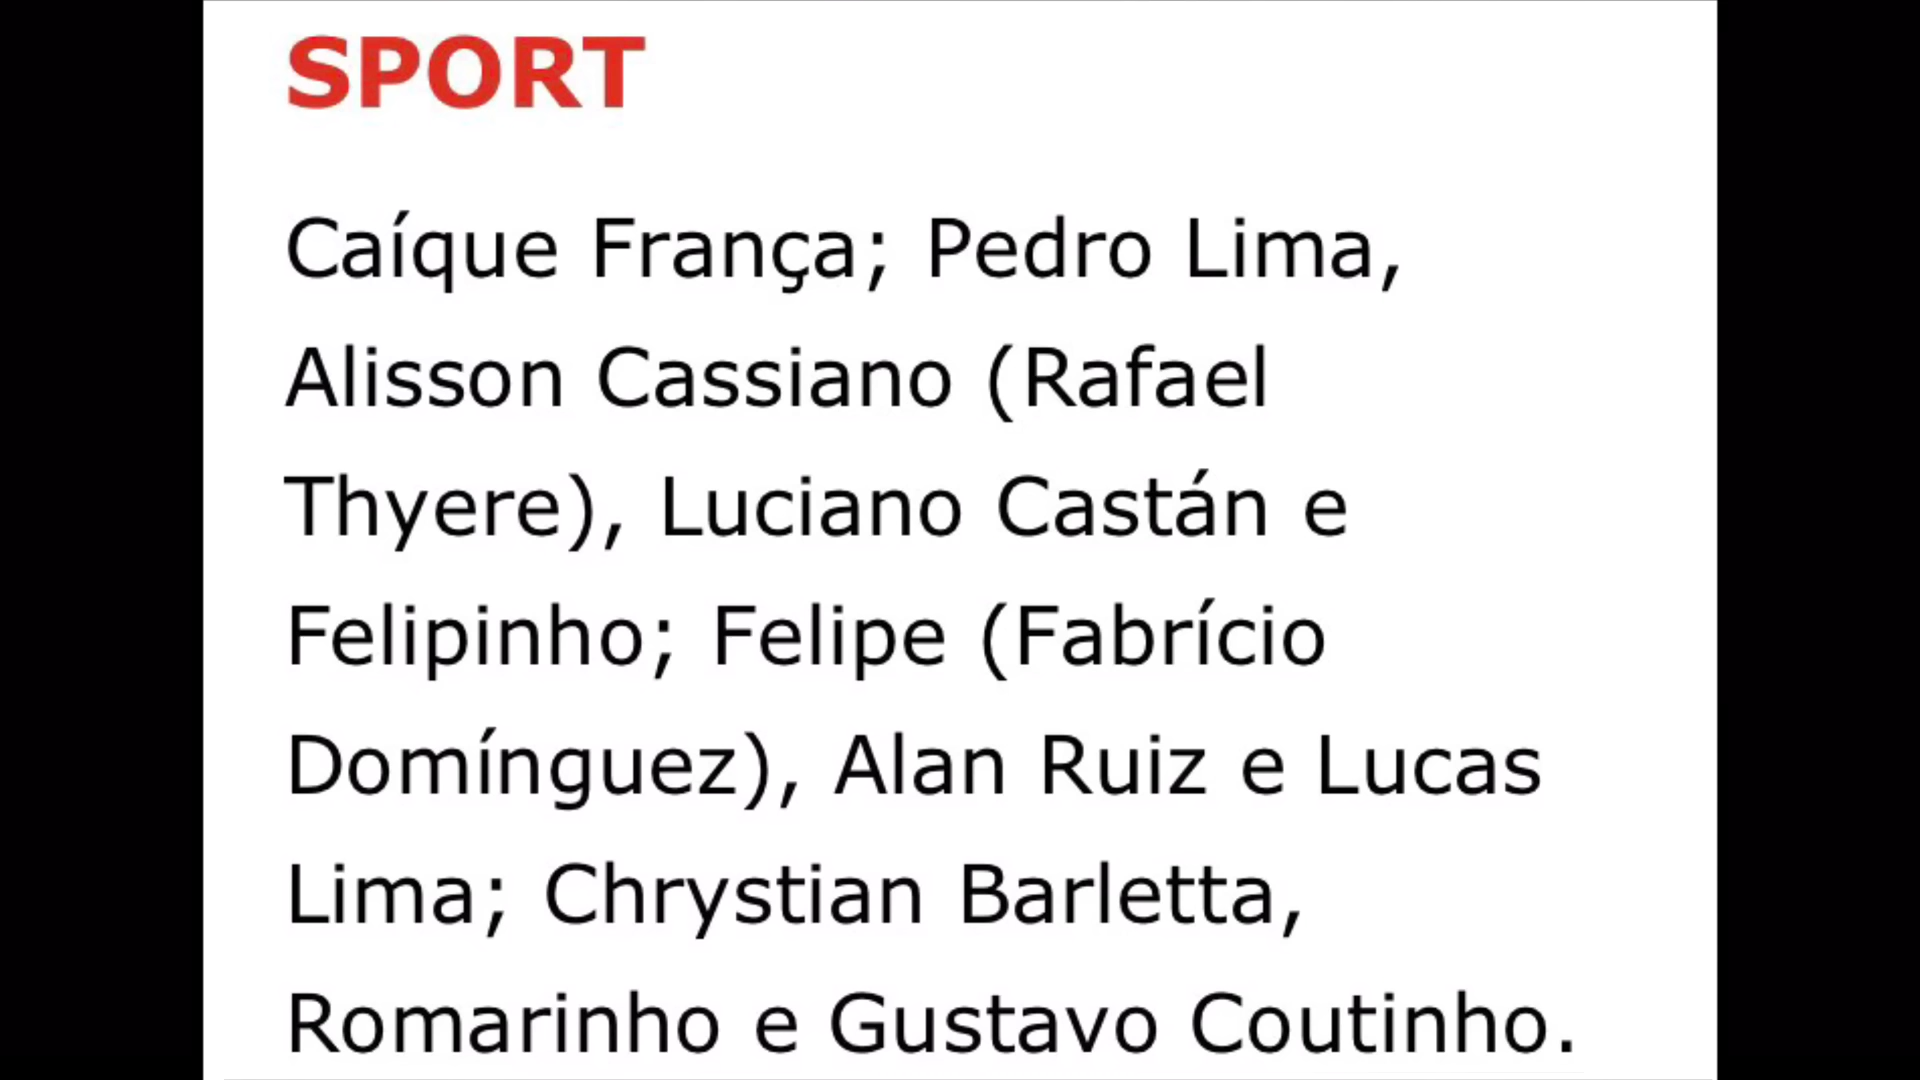 SPORT
Caíque França; Pedro Lima,
Alisson Cassiano (Rafael
Thyere), Luciano Castán e
Felipinho; Felipe (Fabrício
Domínguez), Alan Ruiz e Lucas
Lima; Chrystian Barletta,
Romarinho e Gustavo Coutinho.